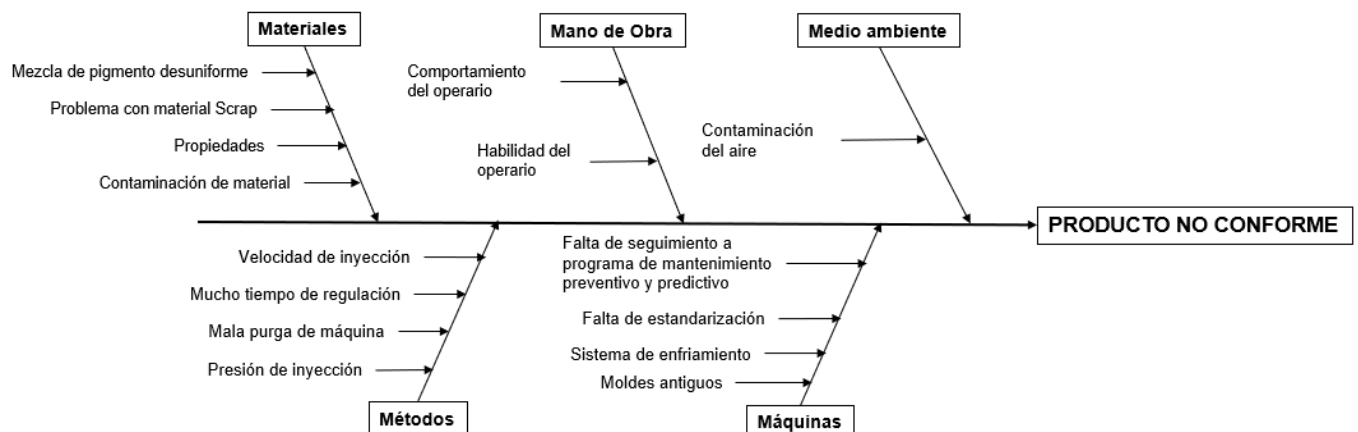 Materiales
Mano de Obra
Medio ambiente
Mezcla de pigmento desuniforme
Problema con material Scrap
Propiedades
Contaminación de material
Comportamiento
del operario
Habilidad del
operario
Contaminación
del aire
PRODUCTO NO CONFORME
Velocidad de inyección
Mucho tiempo de regulación
Mala purga de máquina
Presión de inyección
Falta de seguimiento a
programa de mantenimiento
preventivo y predictivo
Falta de estandarización
Sistema de enfriamiento
Moldes antiguos
Métodos
Máquinas